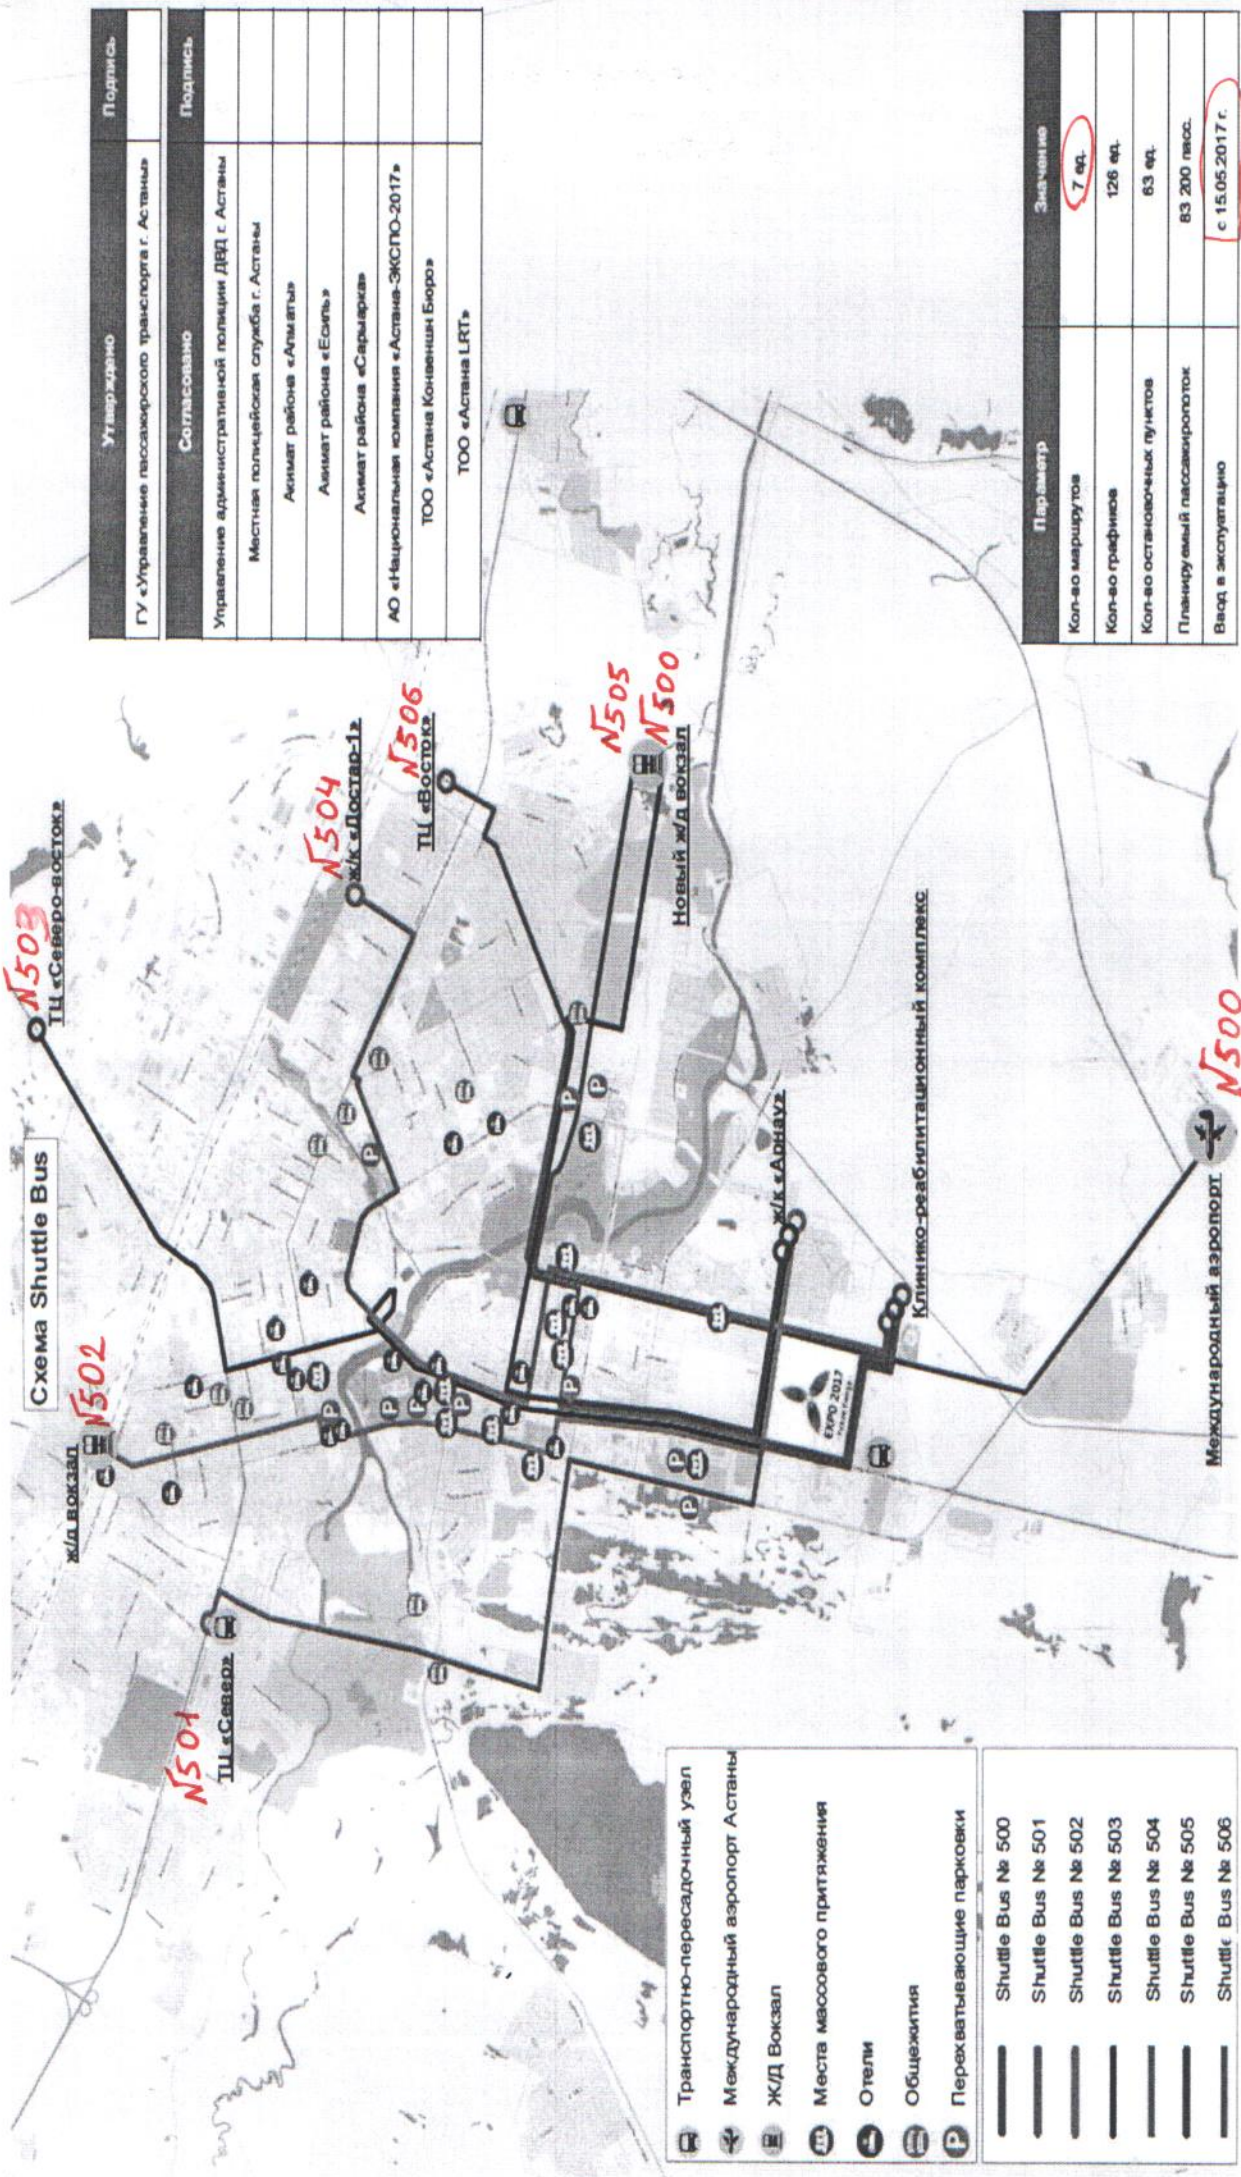 Схема Shuttle Bus
Утверждено Подпись
ГУ «Управление пассажирского транспорта г. Астаны»
Согласовано Подпись
Управление административной полиции ДВД г. Астаны
Местная полицейская служба г. Астаны
Акимат района «Алматы»
Акимат района «Есиль»
Акимат района «Сарыарка»
АО «Национальная компания «Астана-ЭКСПО-2017»
ТОО «Астана Конвеншн Бюро»
ТОО «Астана LRT»
№503
ТЦ «Северо-восток»
№502
ж/д вокзал
№501
ТЦ «Север»
№504
ж/к «Достар-1»
№506
ТЦ «Восток»
№505
№500
Новый ж/д вокзал
ж/к «Арнау»
Клинико-реабилитационный комплекс
EXPO 2017
Международный аэропорт
№500
P
P
P
P
P
P
P
P
P
P
Транспортно-пересадочный узел
Международный аэропорт Астаны
Ж/Д Вокзал
Места массового притяжения
Отели
Общежития
P Перехватывающие парковки
Shuttle Bus № 500
Shuttle Bus № 501
Shuttle Bus № 502
Shuttle Bus № 503
Shuttle Bus № 504
Shuttle Bus № 505
Shuttle Bus № 506
Параметр Значение
Кол-во маршрутов 7 ед.
Кол-во графиков 126 ед.
Кол-во остановочных пунктов 63 ед.
Планируемый пассажиропоток 83 200 пасс.
Ввод в эксплуатацию с 15.05.2017 г.